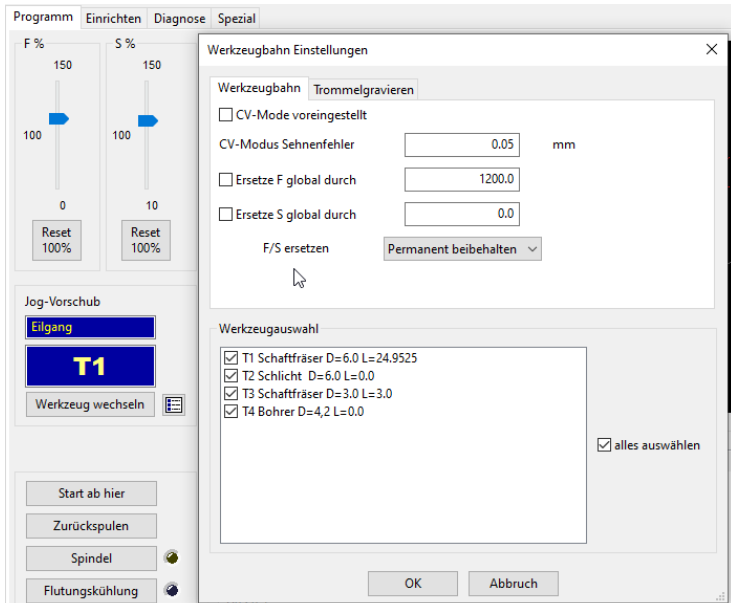 Programm Einrichten Diagnose Spezial
F % S %
150 150
100 100
0 10
Reset 100% Reset 100%
Jog-Vorschub
Eilgang
T1
Werkzeug wechseln
Start ab hier
Zurückspulen
Spindel
Flutungskühlung
Werkzeugbahn Einstellungen
Werkzeugbahn Trommelgravieren
CV-Mode voreingestellt
CV-Modus Sehnenfehler 0.05 mm
Ersetze F global durch 1200.0
Ersetze S global durch 0.0
F/S ersetzen Permanent beibehalten
Werkzeugauswahl
T1 Schaftfräser D=6.0 L=24.9525
T2 Schlicht D=6.0 L=0.0
T3 Schaftfräser D=3.0 L=3.0
T4 Bohrer D=4,2 L=0.0
alles auswählen
OK Abbruch